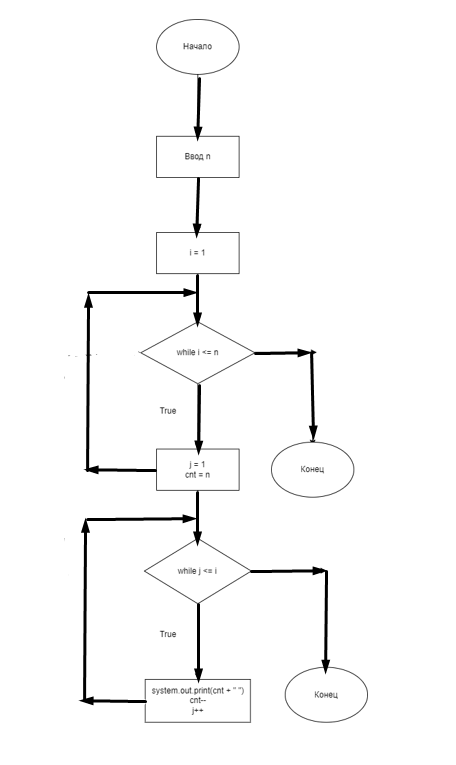 Начало
Ввод n
i = 1
while i <= n
True
j = 1
cnt = n
Конец
while j <= i
True
system.out.print(cnt + " ")
cnt--
j++
Конец